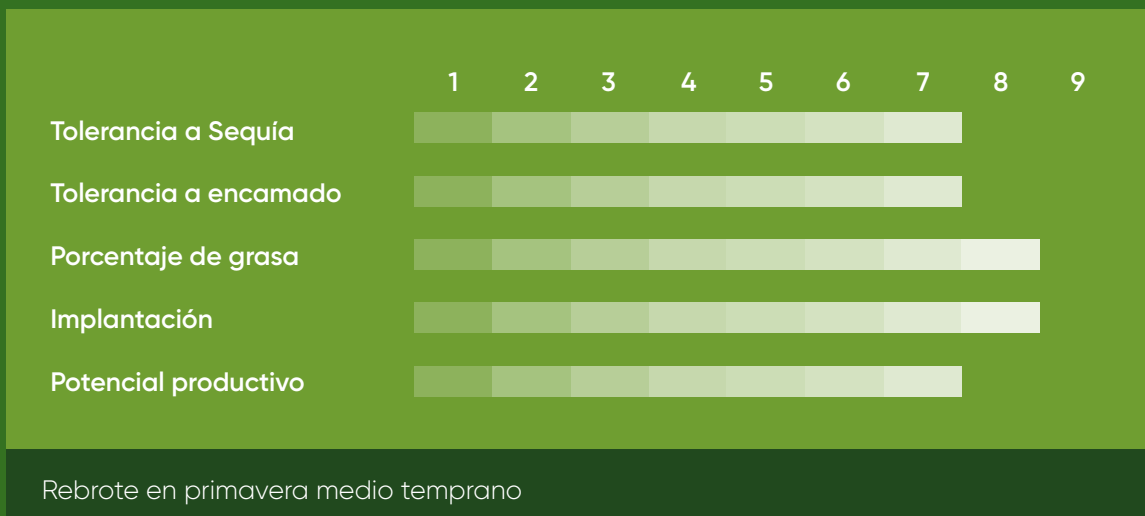 1 2 3 4 5 6 7 8 9
Tolerancia a Sequía
Tolerancia a encamado
Porcentaje de grasa
Implantación
Potencial productivo
Rebrote en primavera medio temprano